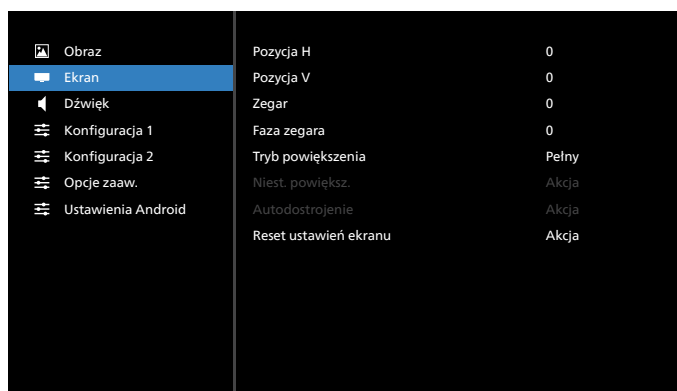 Obraz
Ekran
Dźwięk
Konfiguracja 1
Konfiguracja 2
Opcje zaaw.
Ustawienia Android
Pozycja H 0
Pozycja V 0
Zegar 0
Faza zegara 0
Tryb powiększenia Pełny
Niest. powiększ. Akcja
Autodostrojenie Akcja
Reset ustawień ekranu Akcja